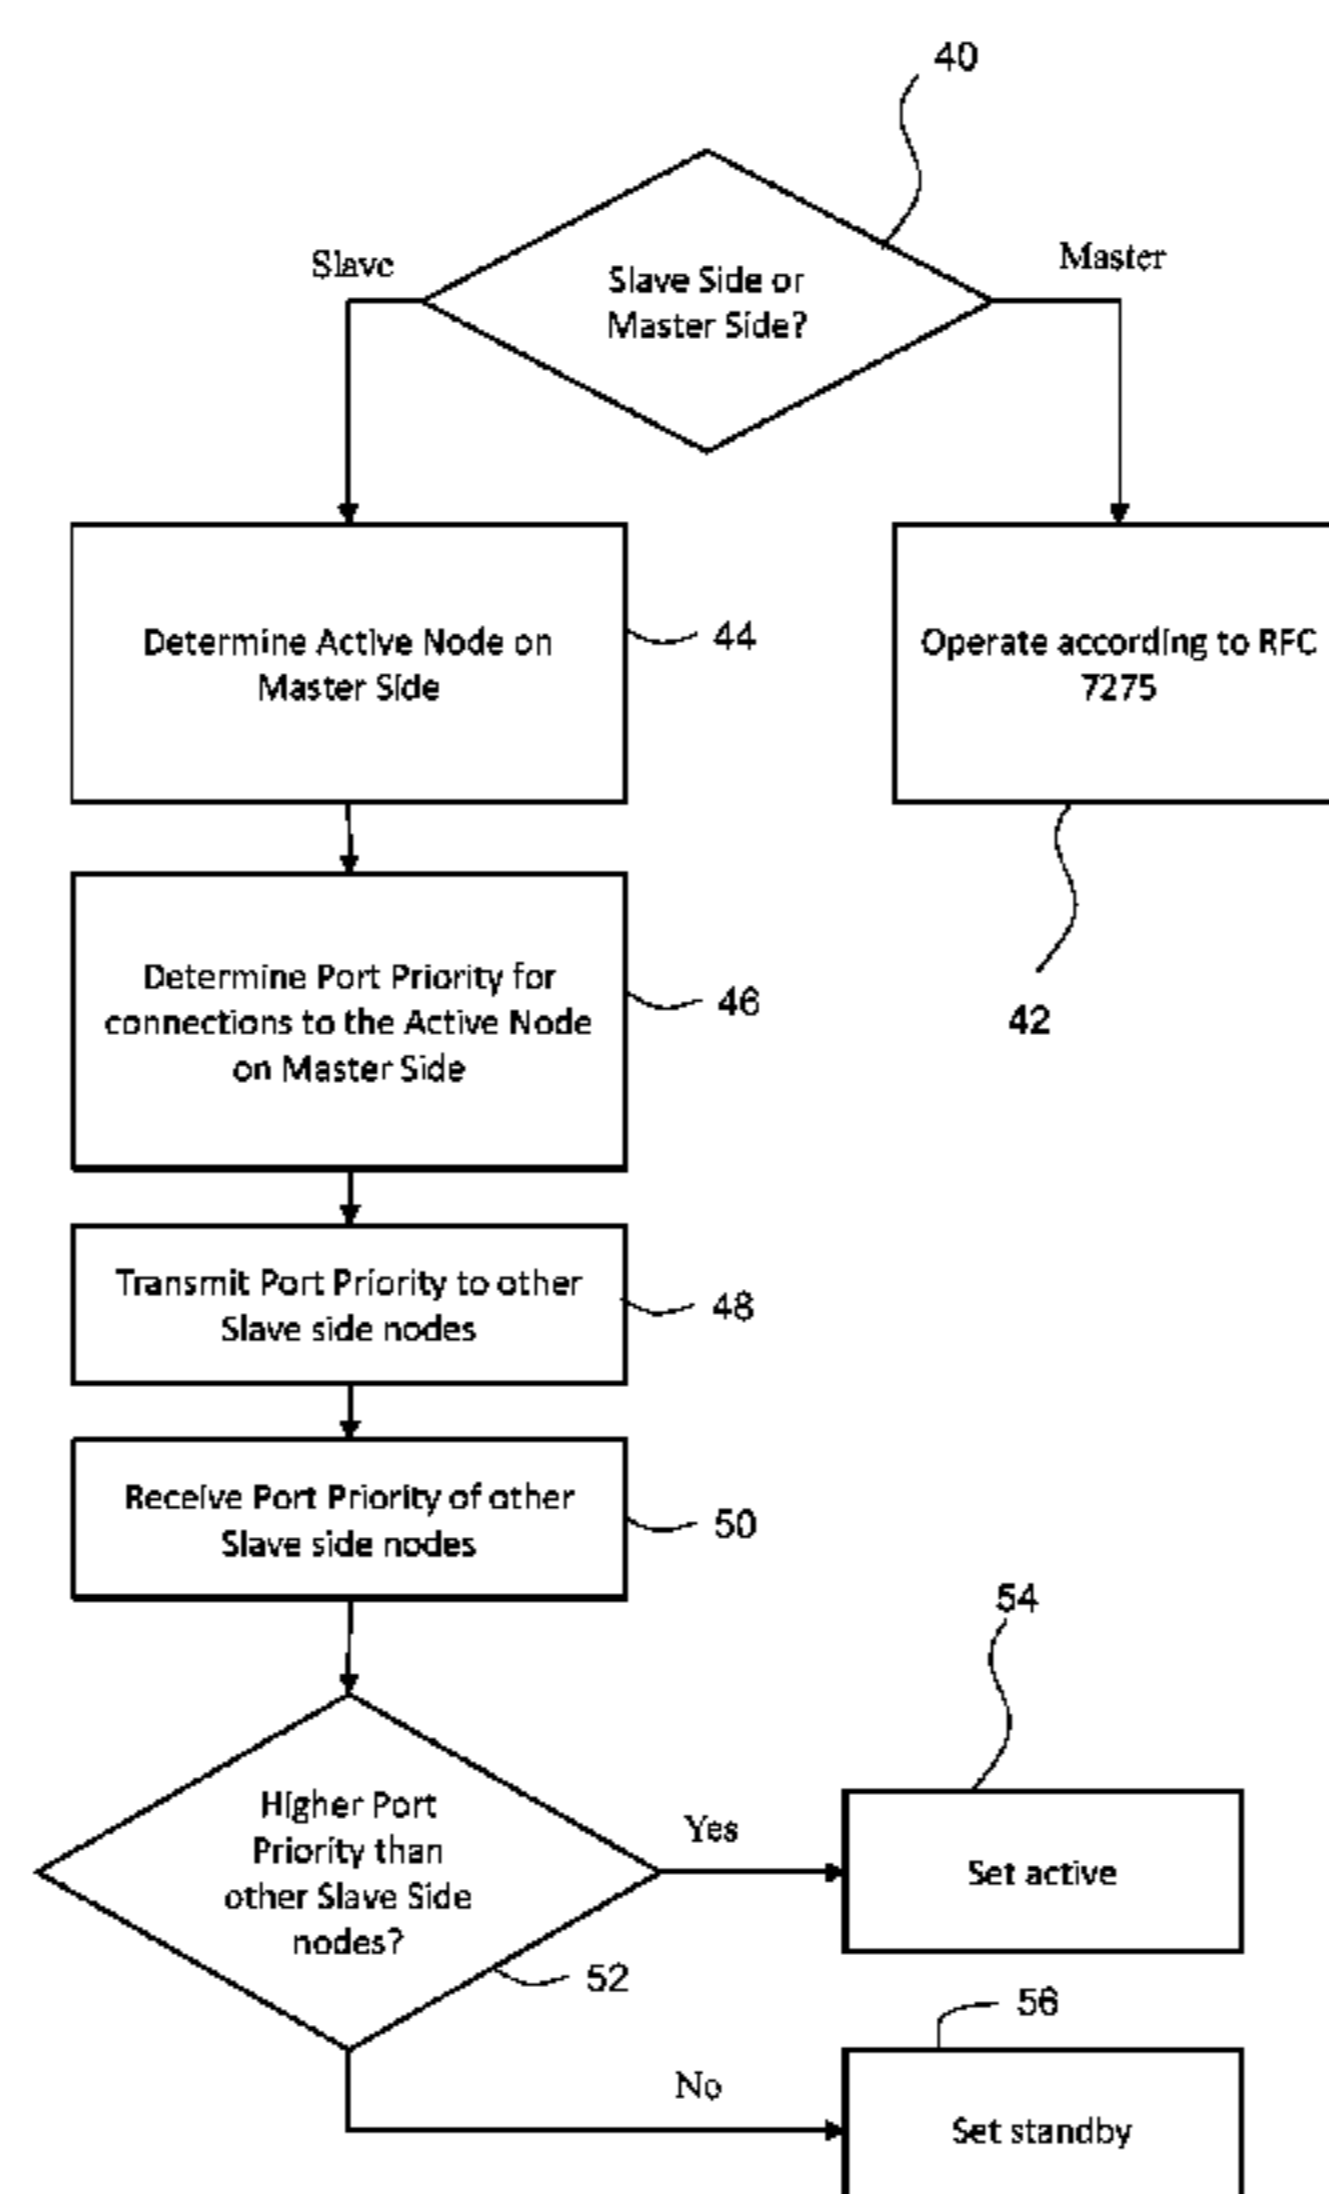 40
Slave
Master
Slave Side or
Master Side?
Determine Active Node on
Master Side
44
Operate according to RFC
7275
Determine Port Priority for
connections to the Active Node
on Master Side
46
42
Transmit Port Priority to other
Slave side nodes
48
Receive Port Priority of other
Slave side nodes
50
54
Higher Port
Priority than
other Slave Side
nodes?
Yes
Set active
52
56
No
Set standby